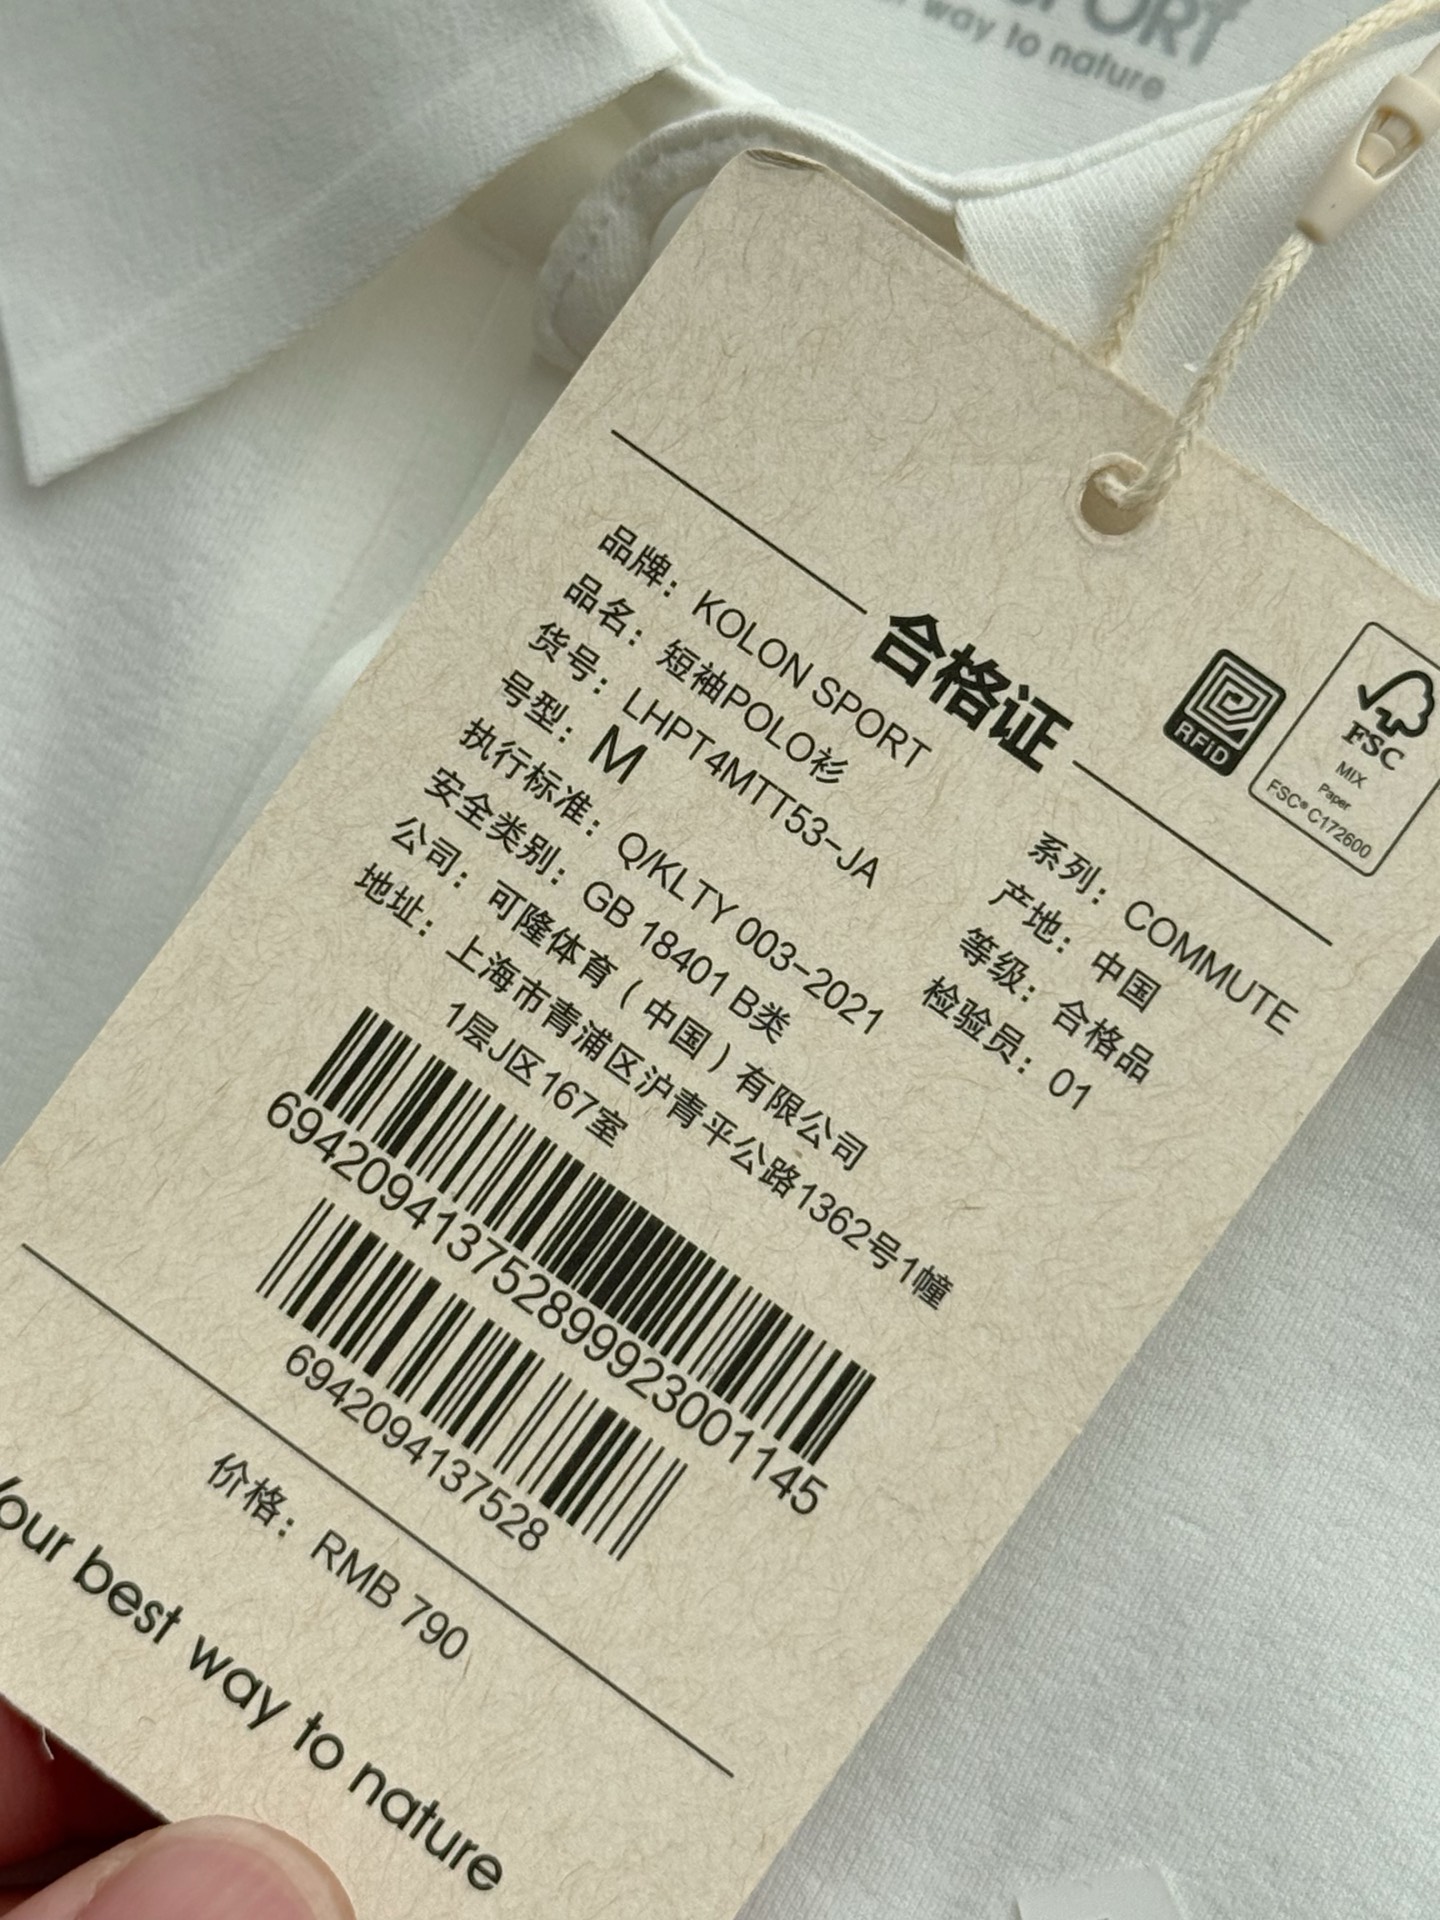 SPORT
way to nature
合格证
RFID
FSC
MIX
Paper
FSC® C172600
品牌：KOLON SPORT
品名：短袖POLO衫
货号：LHPT4MTT53-JA
号型：M
执行标准：Q/KLTY 003-2021
安全类别：GB 18401 B类
公司：可隆体育（中国）有限公司
地址：上海市青浦区沪青平公路1362号1幢
1层J区167室
系列：COMMUTE
产地：中国
等级：合格品
检验员：01
694209413752899923001145
6942094137528
价格：RMB 790
Your best way to nature